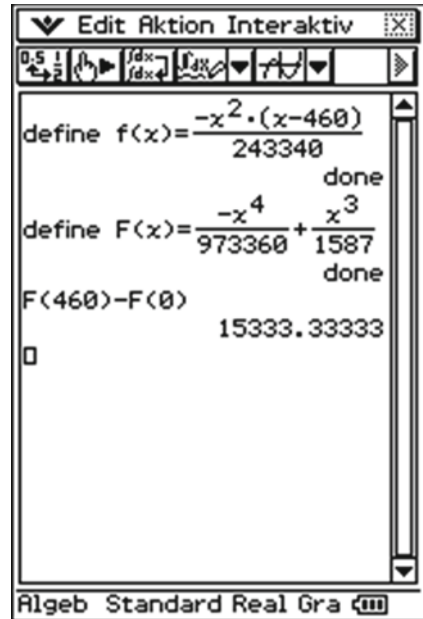 Edit Aktion Interaktiv
define f(x)=-x²·(x-460)/243340
done
define F(x)=-x⁴/973360+x³/1587
done
F(460)-F(0)
15333.33333
Algeb Standard Real Gra